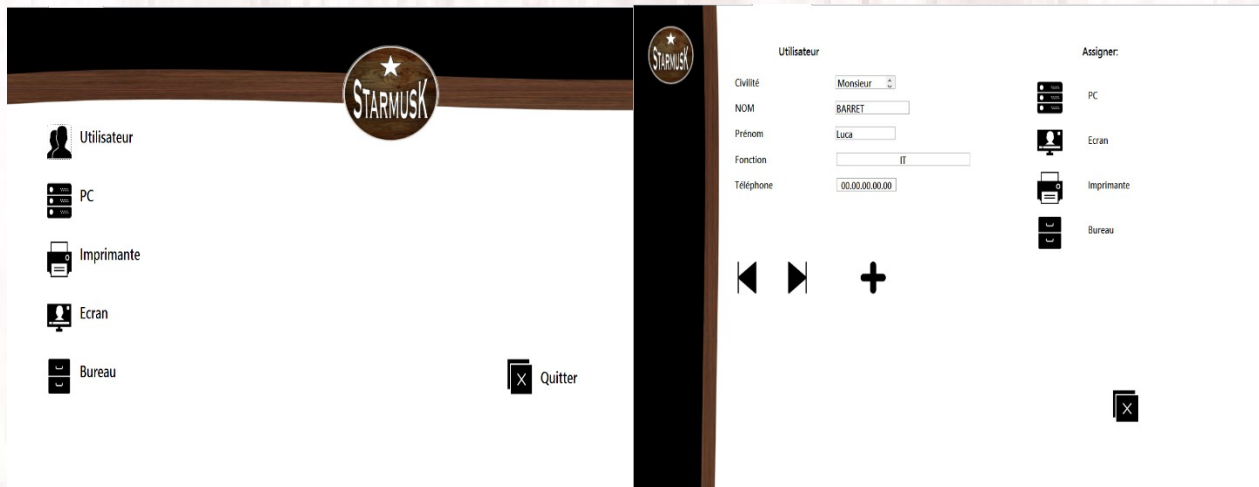 STARMUSK
Utilisateur
PC
Imprimante
Ecran
Bureau
Quitter
STARMUSK
Utilisateur
Civilité Monsieur
NOM BARRET
Prénom Luca
Fonction IT
Téléphone 00.00.00.00.00
Assigner:
PC
Ecran
Imprimante
Bureau